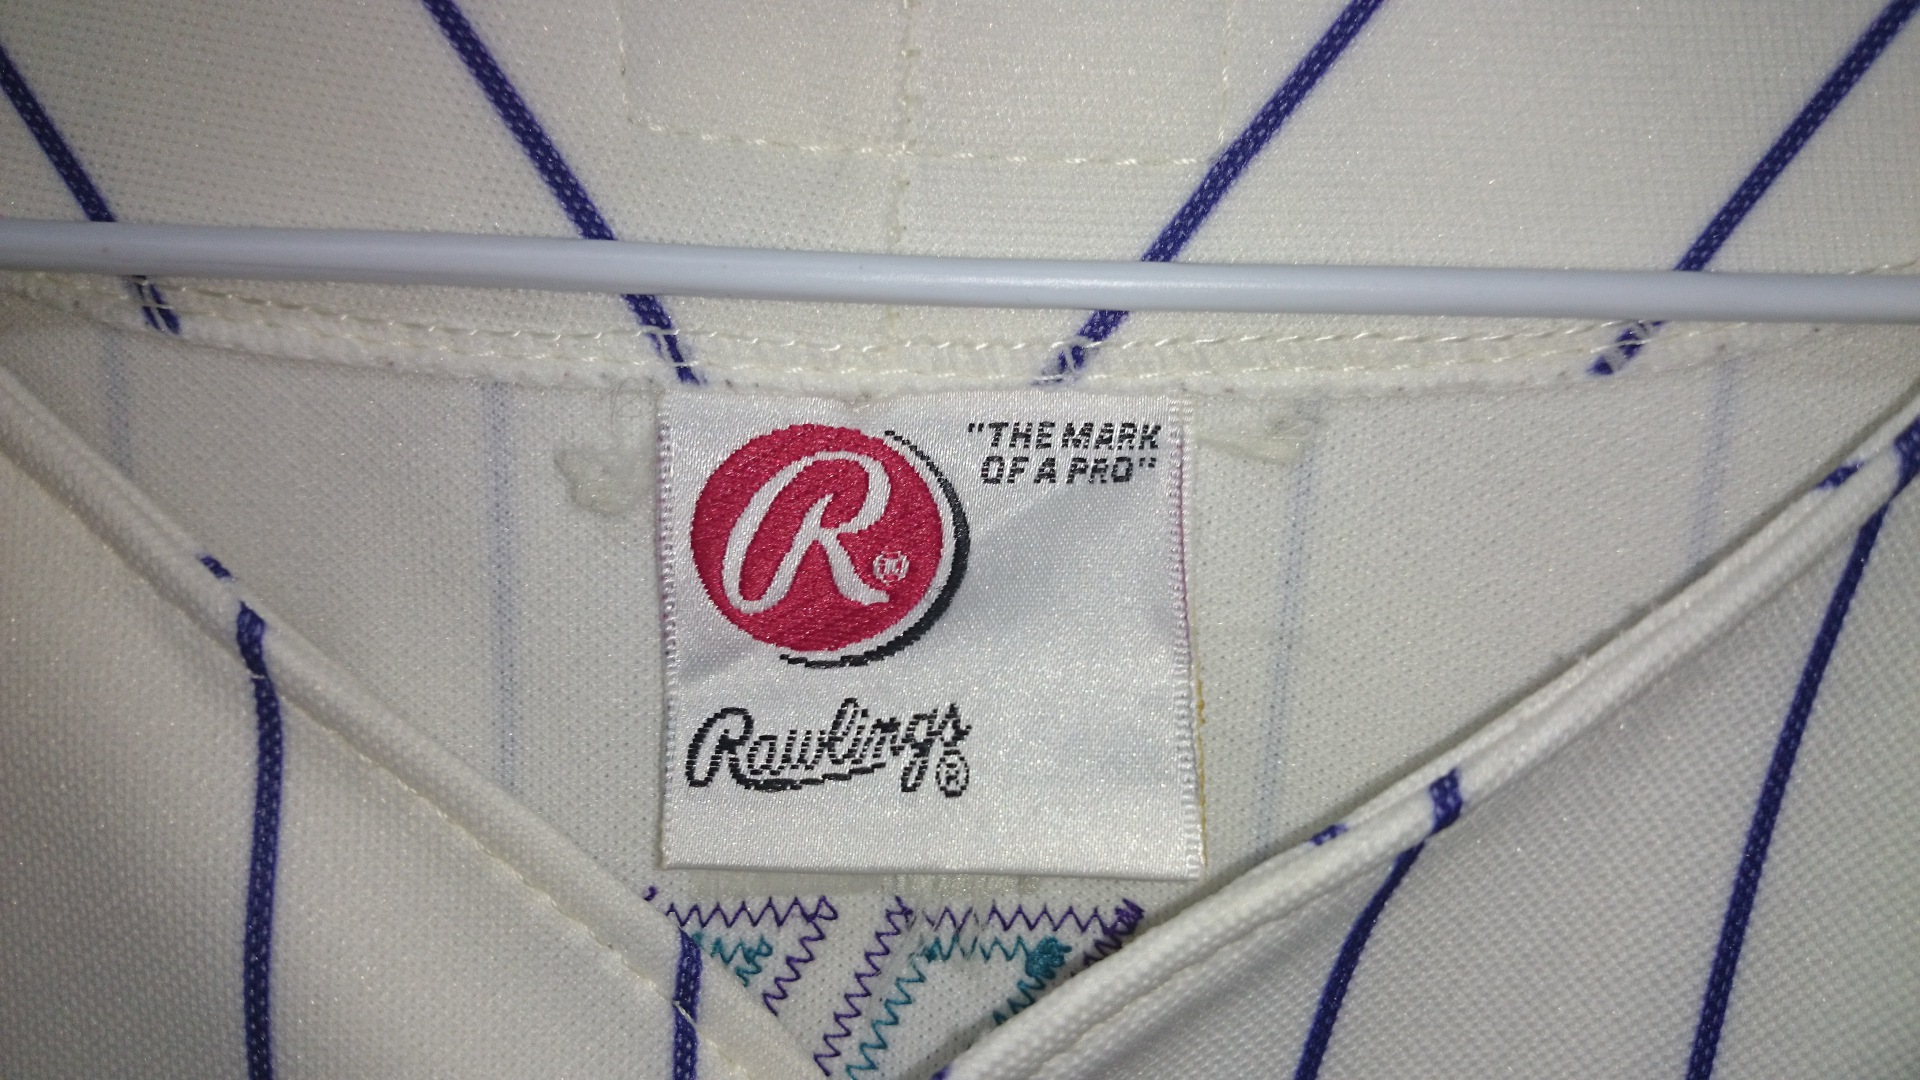 "THE MARK
OF A PRO"
R®
Rawlings®